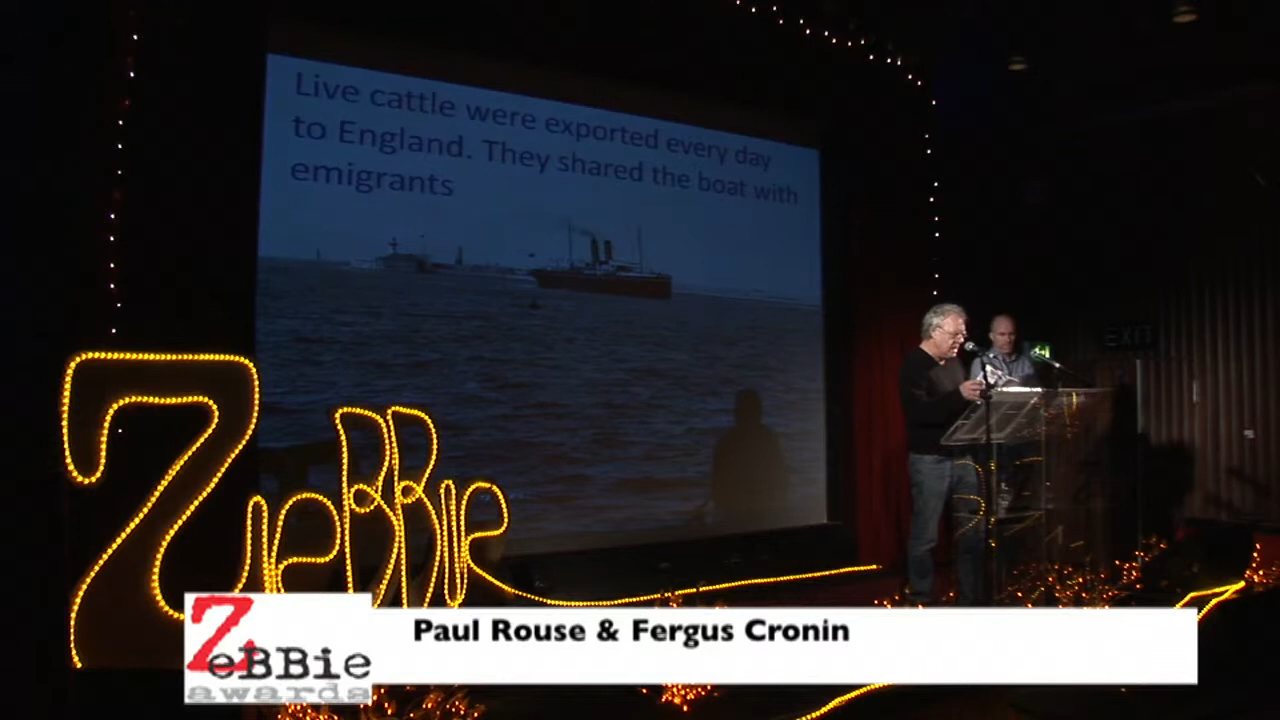 Live cattle were exported every day
to England. They shared the boat with
emigrants
EXIT
ZeBBie
Paul Rouse & Fergus Cronin
ZeBBie
awards